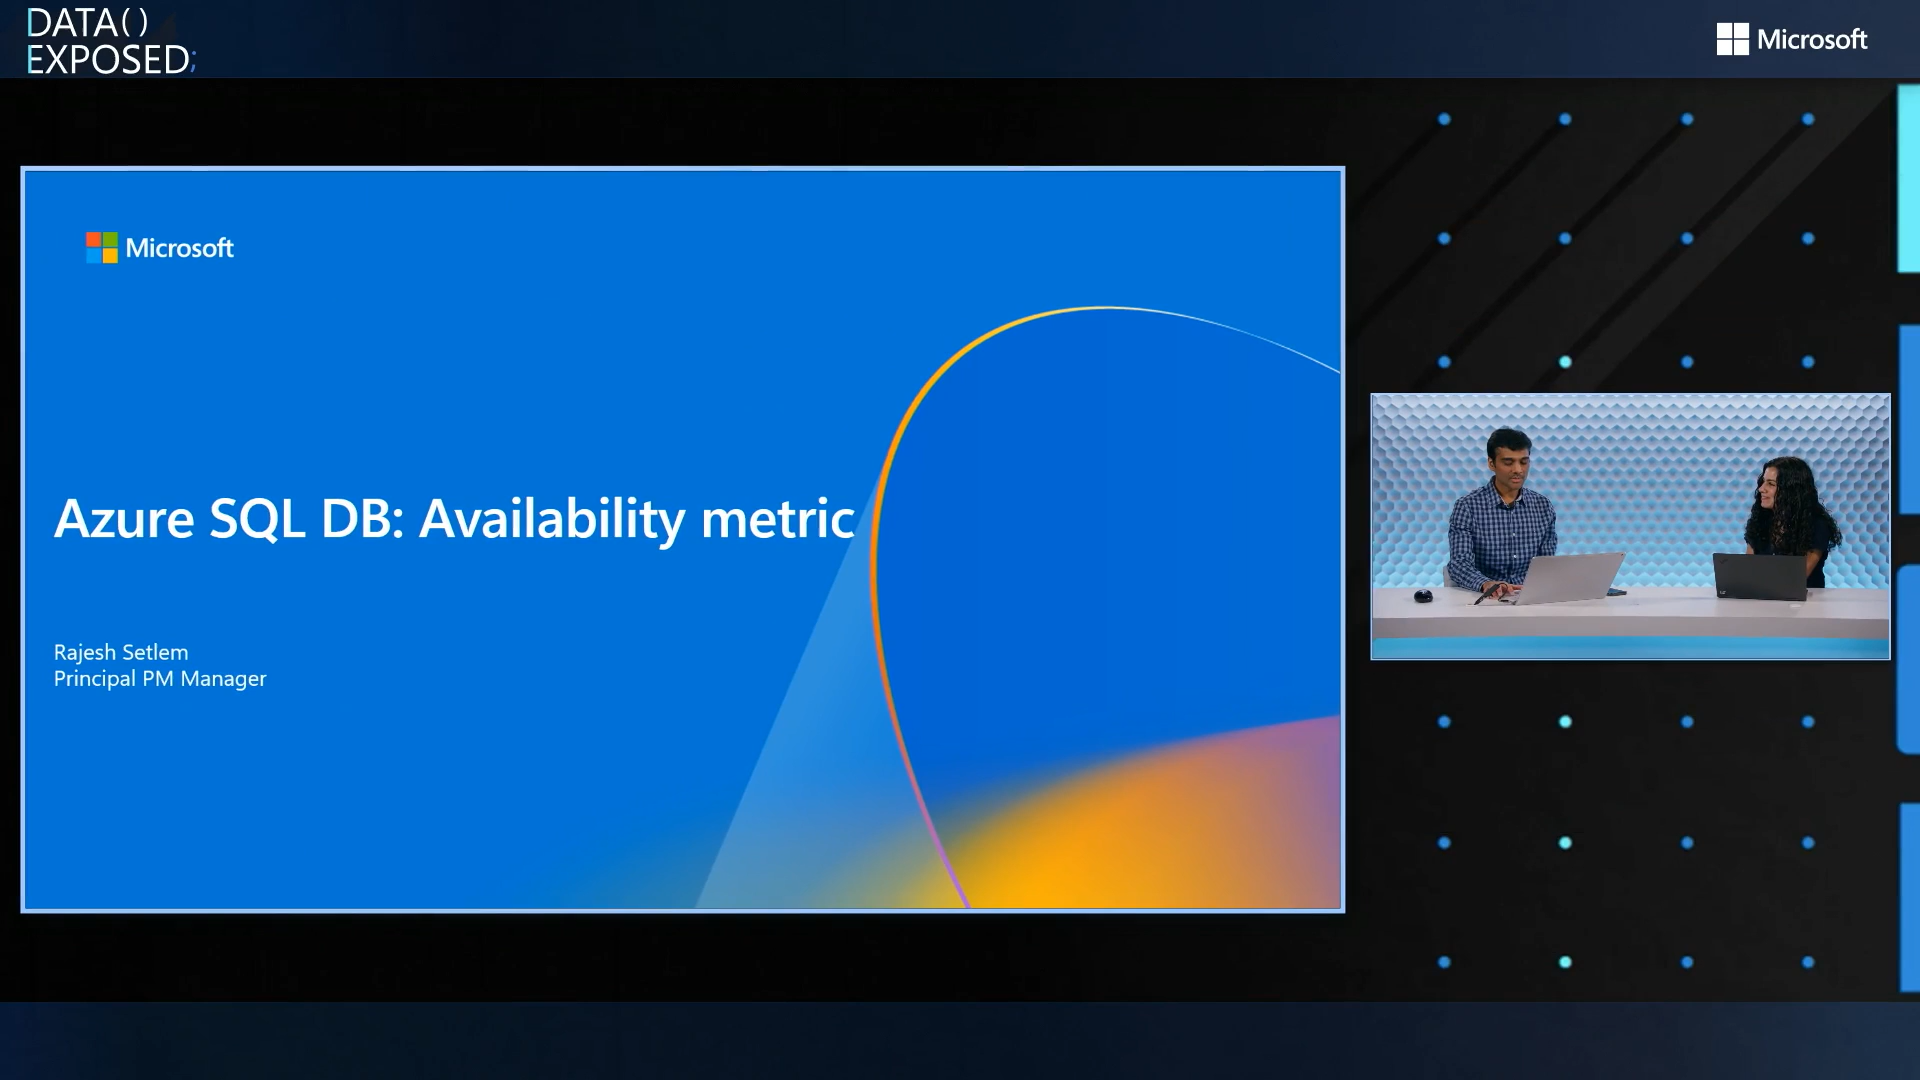 DATA()
EXPOSED;
Microsoft
Microsoft
Azure SQL DB: Availability metric
Rajesh Setlem
Principal PM Manager